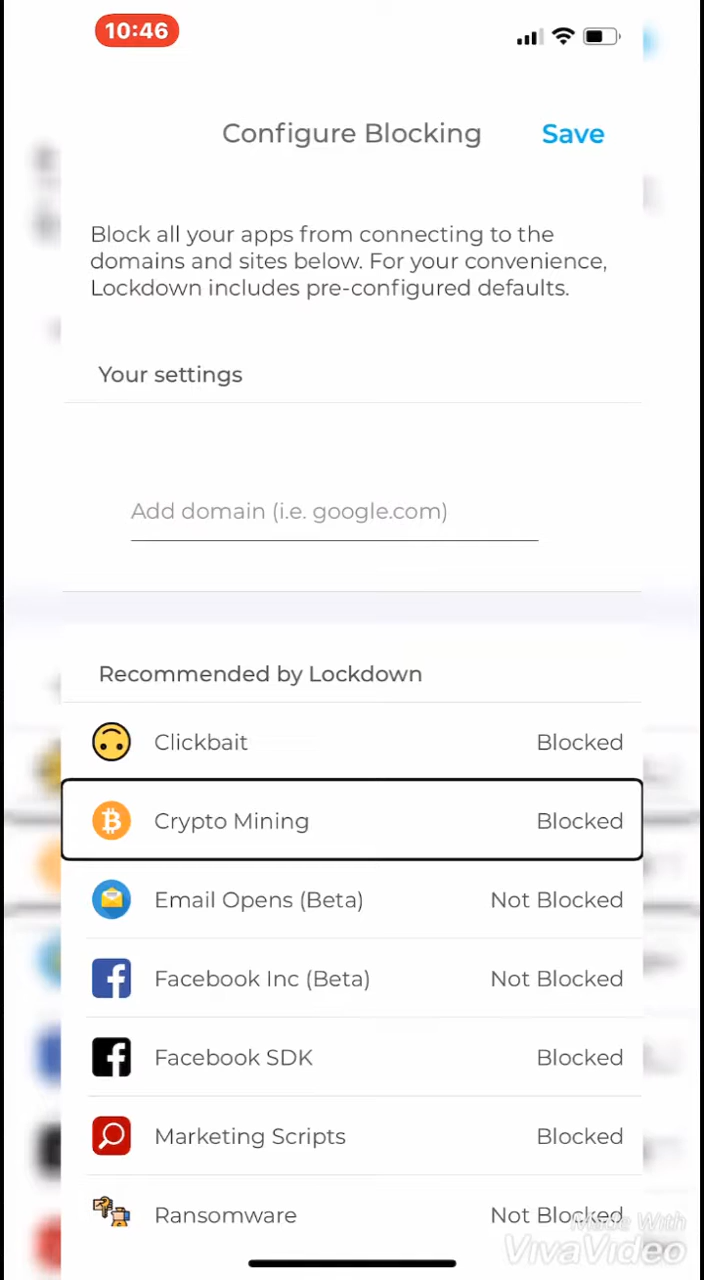 10:46
Configure Blocking
Save
Block all your apps from connecting to the
domains and sites below. For your convenience,
Lockdown includes pre-configured defaults.
Your settings
Add domain (i.e. google.com)
Recommended by Lockdown
Clickbait Blocked
Crypto Mining Blocked
Email Opens (Beta) Not Blocked
Facebook Inc (Beta) Not Blocked
Facebook SDK Blocked
Marketing Scripts Blocked
Ransomware Not Blocked
Made With
VivaVideo